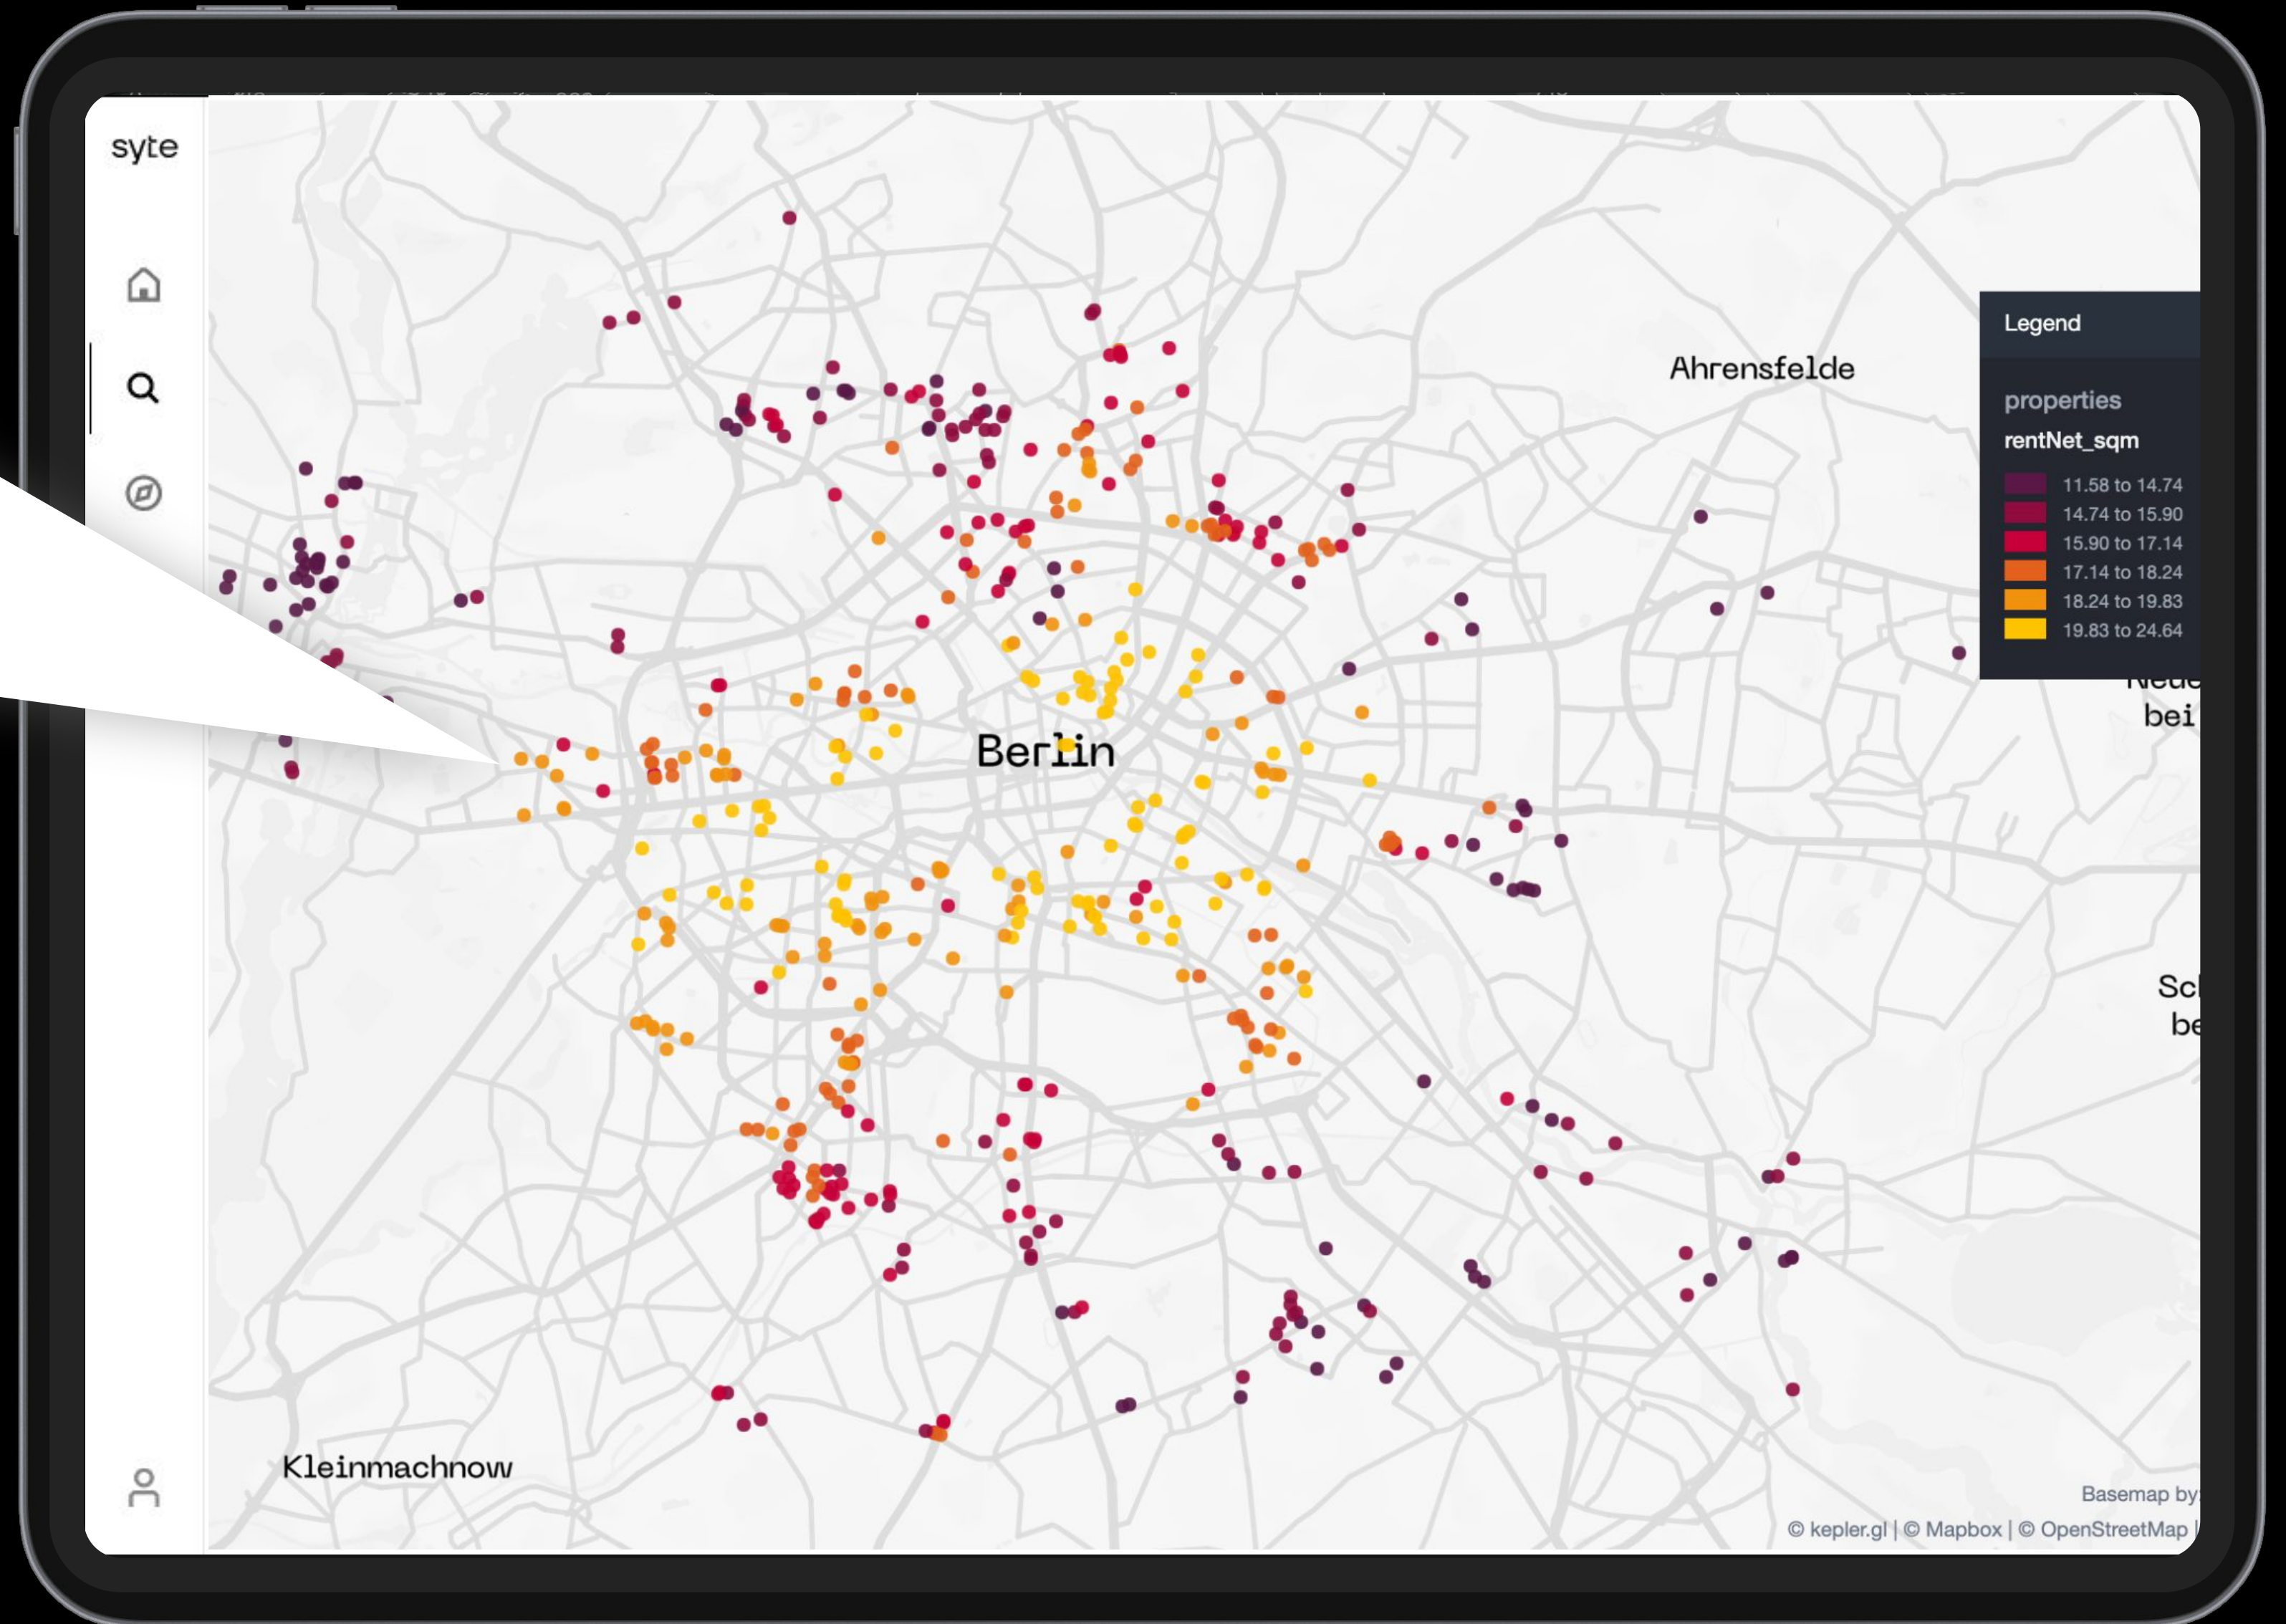 syte
Legend
Ahrensfelde
properties
rentNet_sqm
11.58 to 14.74
14.74 to 15.90
15.90 to 17.14
17.14 to 18.24
18.24 to 19.83
19.83 to 24.64
bei
Berlin
Kleinmachnow
Basemap by:
© kepler.gl | © Mapbox | © OpenStreetMap |